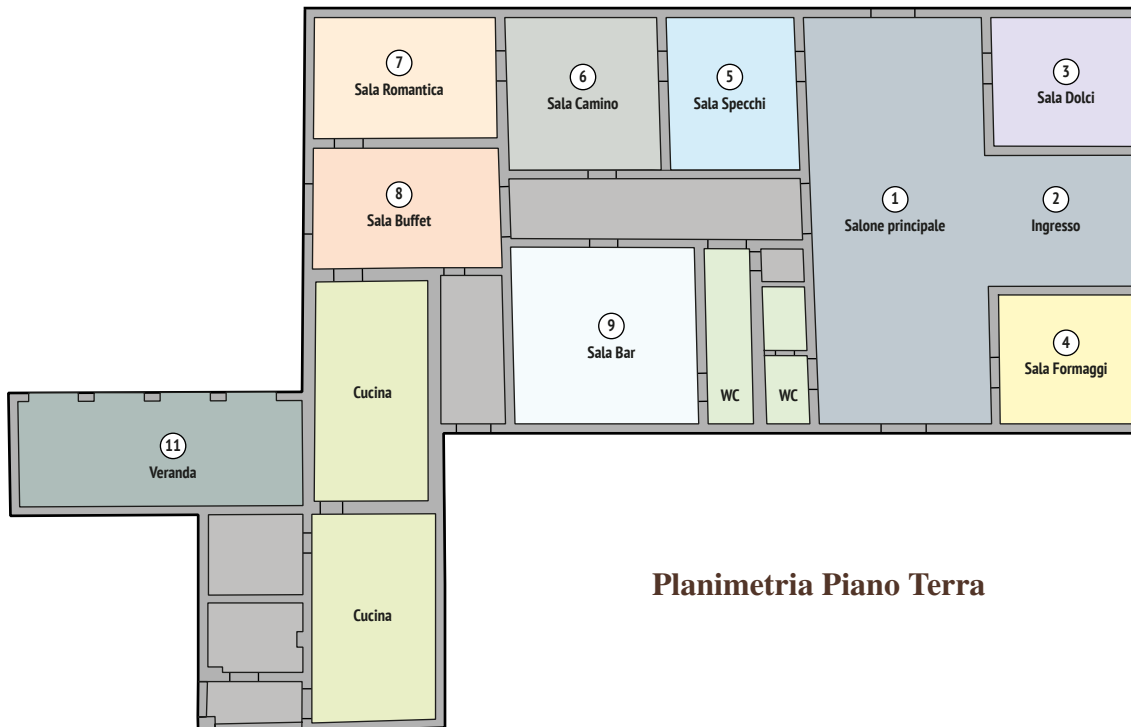 7
Sala Romantica
6
Sala Camino
5
Sala Specchi
3
Sala Dolci
8
Sala Buffet
1
Salone principale
2
Ingresso
9
Sala Bar
4
Sala Formaggi
Cucina
WC
WC
11
Veranda
Planimetria Piano Terra
Cucina